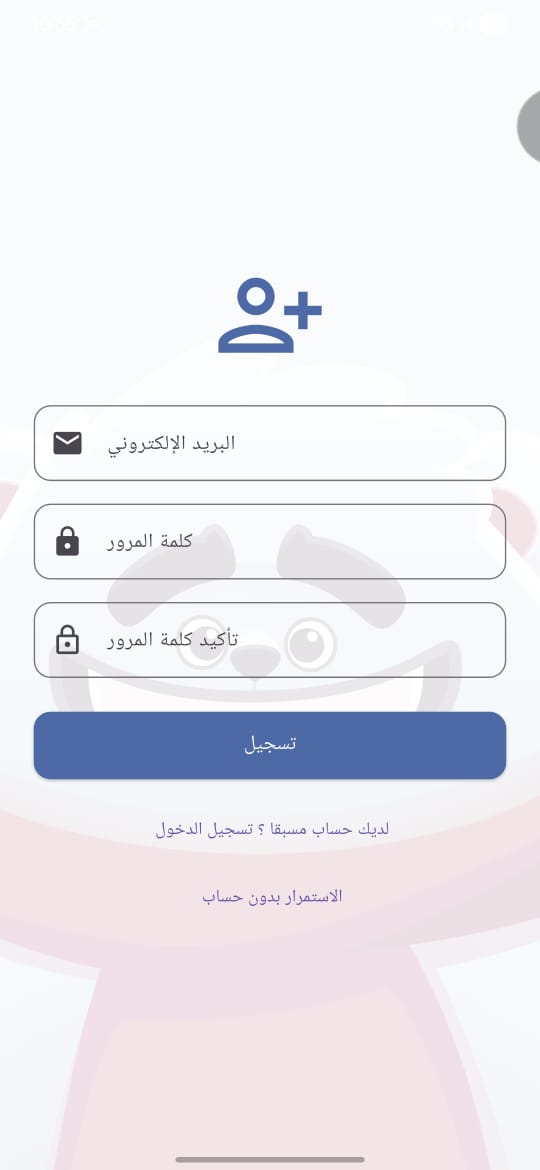 10:55
البريد الإلكتروني
كلمة المرور
تأكيد كلمة المرور
تسجيل
لديك حساب مسبقا ؟ تسجيل الدخول
الاستمرار بدون حساب